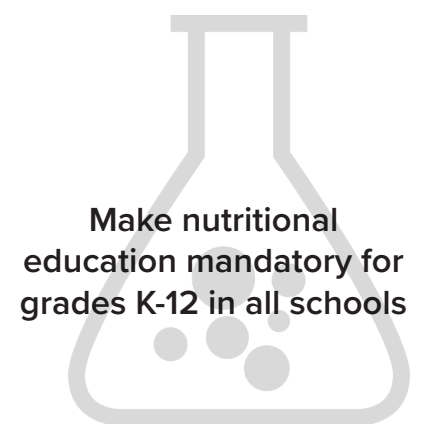 Make nutritional
education mandatory for
grades K-12 in all schools